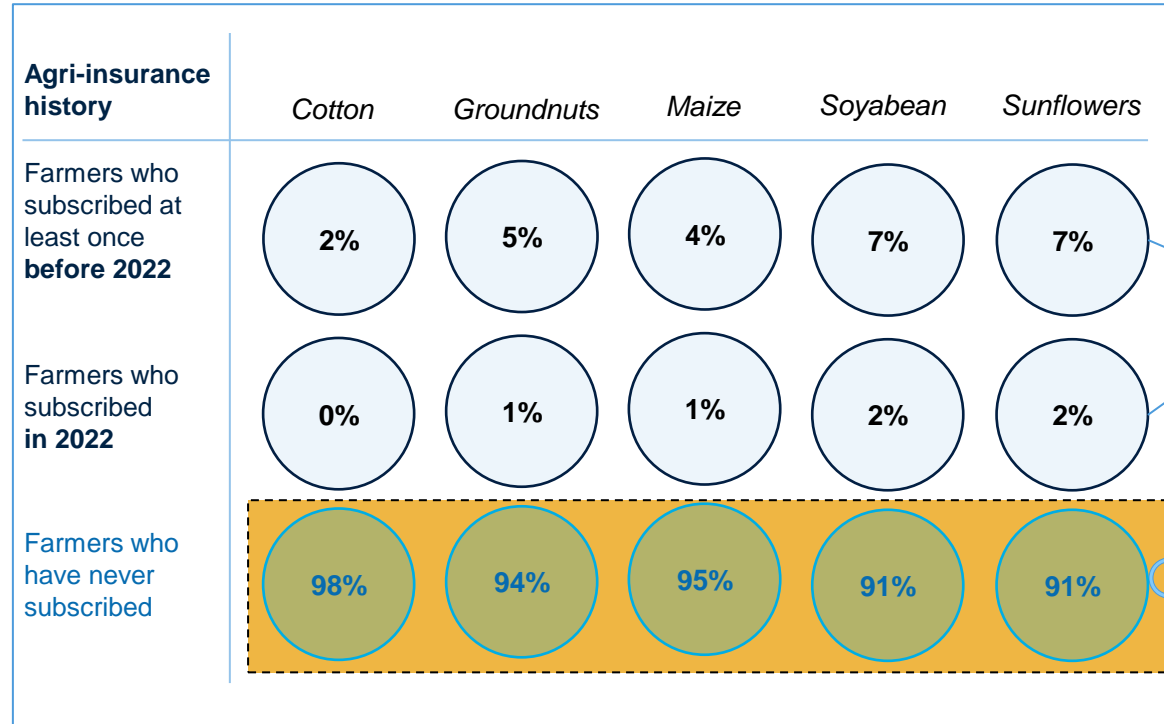 Agri-insurance
history
Cotton Groundnuts Maize Soyabean Sunflowers
Farmers who
subscribed at
least once
before 2022
2% 5% 4% 7% 7%
Farmers who
subscribed
in 2022
0% 1% 1% 2% 2%
Farmers who
have never
subscribed
98% 94% 95% 91% 91%